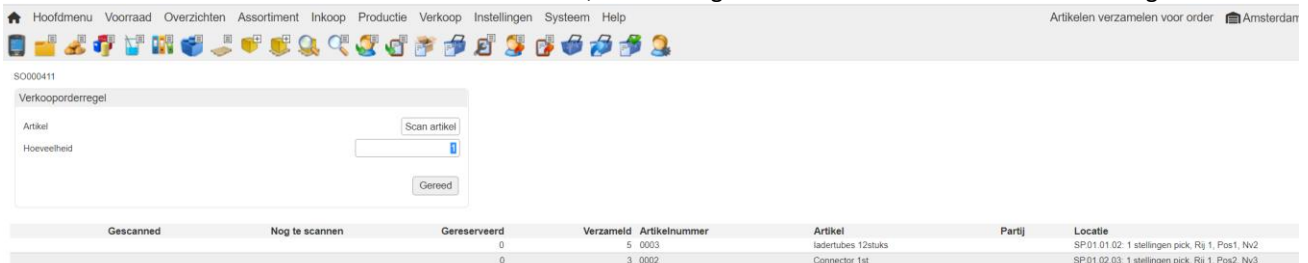 Hoofdmenu Voorraad Overzichten Assortiment Inkoop Productie Verkoop Instellingen Systeem Help Artikelen verzamelen voor order Amsterdam
SO000411
Verkooporderregel
Artikel Scan artikel
Hoeveelheid 1
Gereed
Gescanned Nog te scannen Gereserveerd Verzameld Artikelnummer Artikel Partij Locatie
0 5 0003 ladertubes 12stuks SP.01.01.02: 1 stellingen pick, Rij 1, Pos1, Nv2
0 3 0002 Connector 1st SP.01.02.03: 1 stellingen pick, Rij 1, Pos2, Nv3